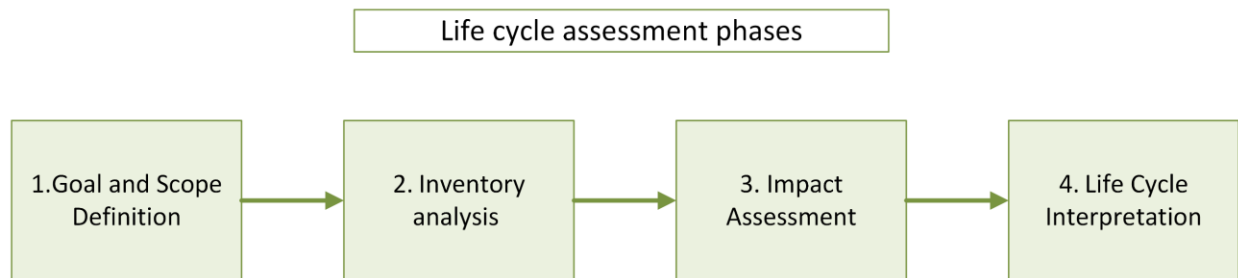 Life cycle assessment phases
1.Goal and Scope
Definition
2. Inventory
analysis
3. Impact
Assessment
4. Life Cycle
Interpretation